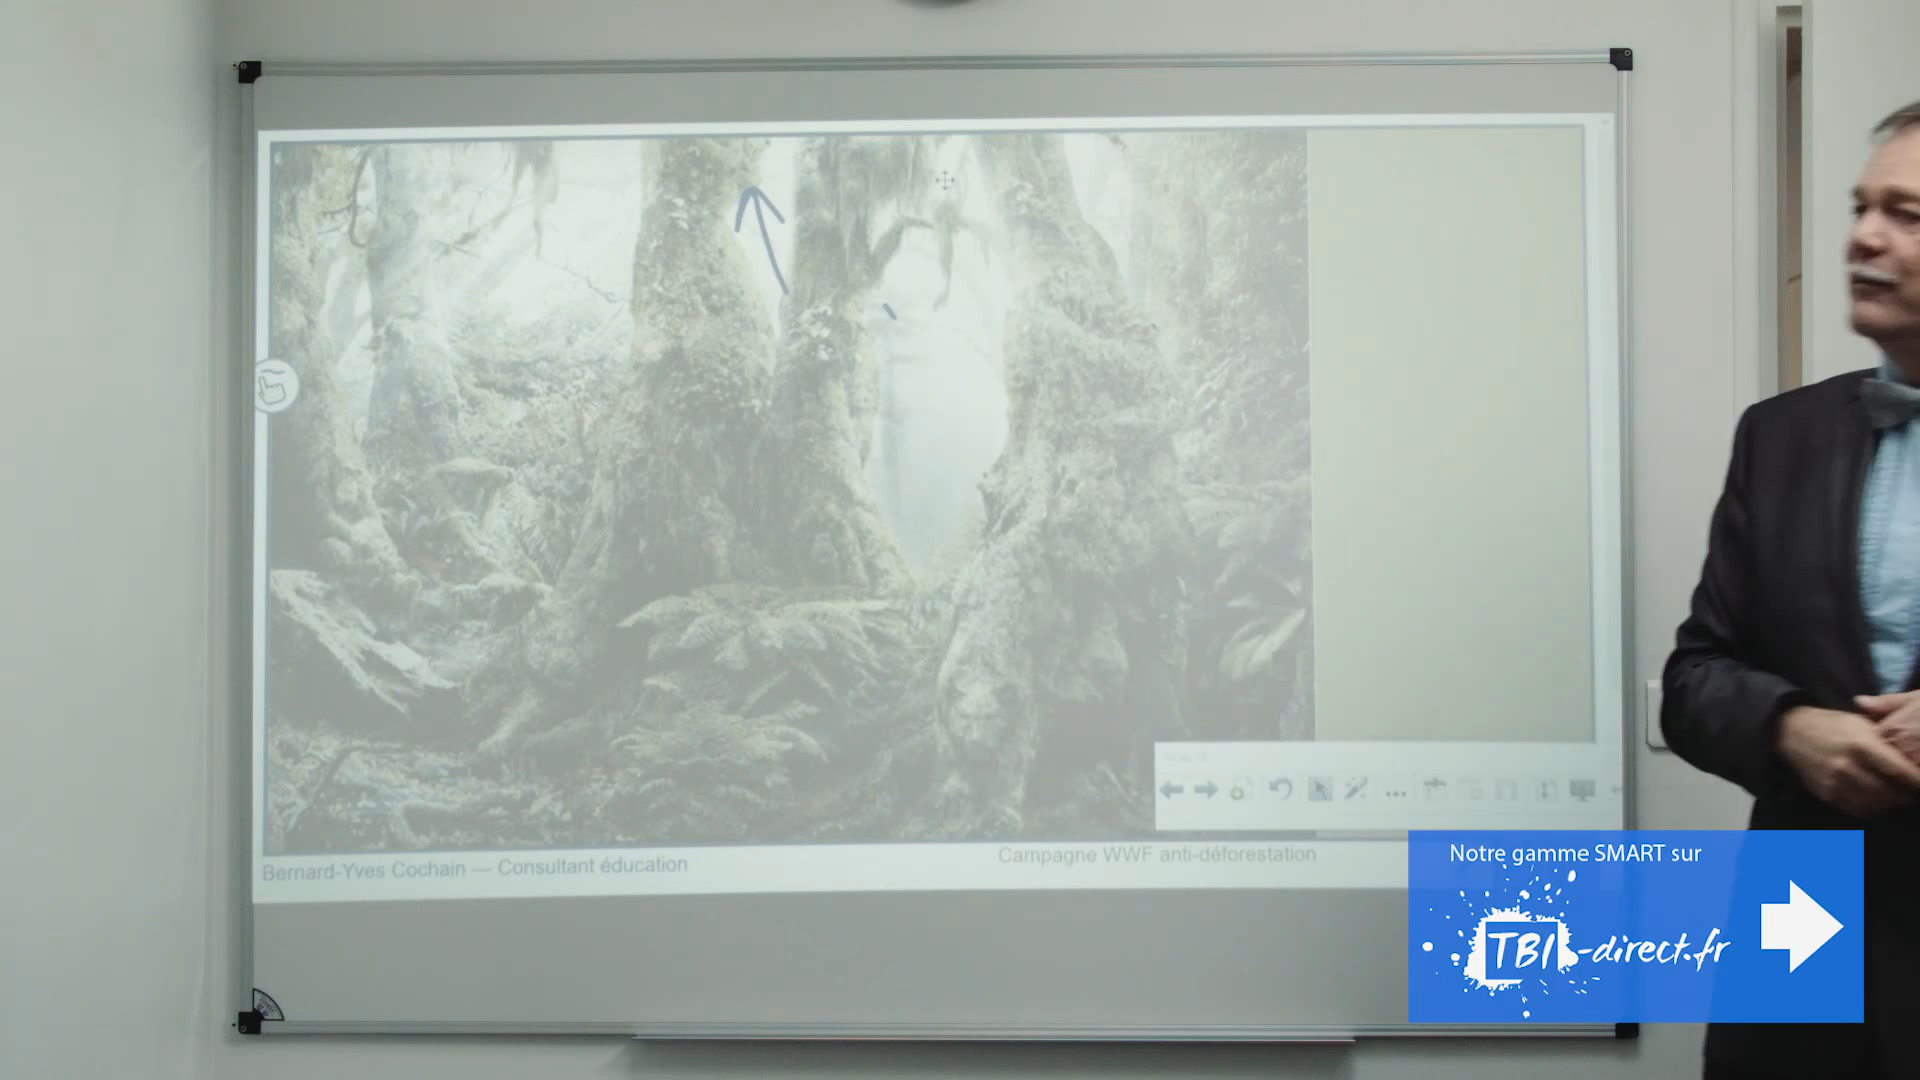 Bernard-Yves Cochain — Consultant éducation
Campagne WWF anti-déforestation
Notre gamme SMART sur
TBI-direct.fr